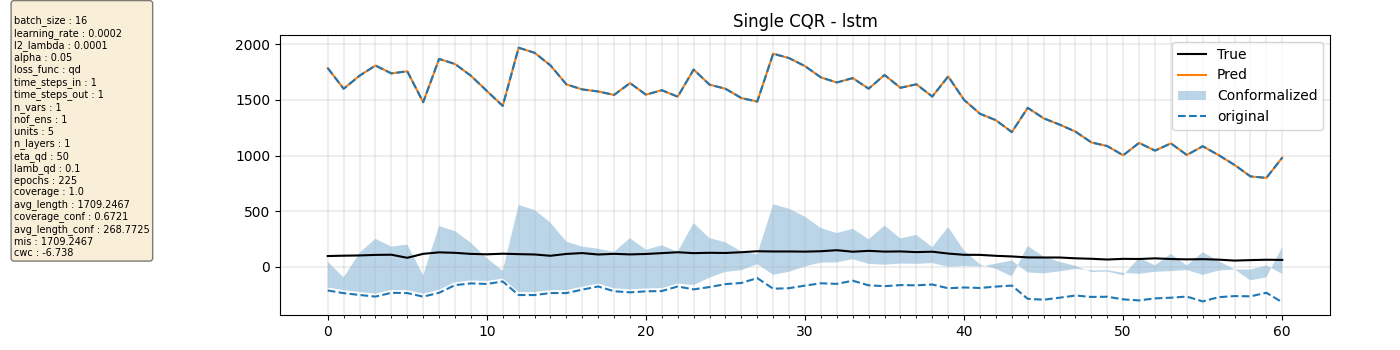 batch_size : 16
learning_rate : 0.0002
l2_lambda : 0.0001
alpha : 0.05
loss_func : qd
time_steps_in : 1
time_steps_out : 1
n_vars : 1
nof_ens : 1
units : 5
n_layers : 1
eta_qd : 50
lamb_qd : 0.1
epochs : 225
coverage : 1.0
avg_length : 1709.2467
coverage_conf : 0.6721
avg_length_conf : 268.7725
mis : 1709.2467
cwc : -6.738
Single CQR - lstm
2000
1500
1000
500
0
True
Pred
Conformalized
original
0 10 20 30 40 50 60